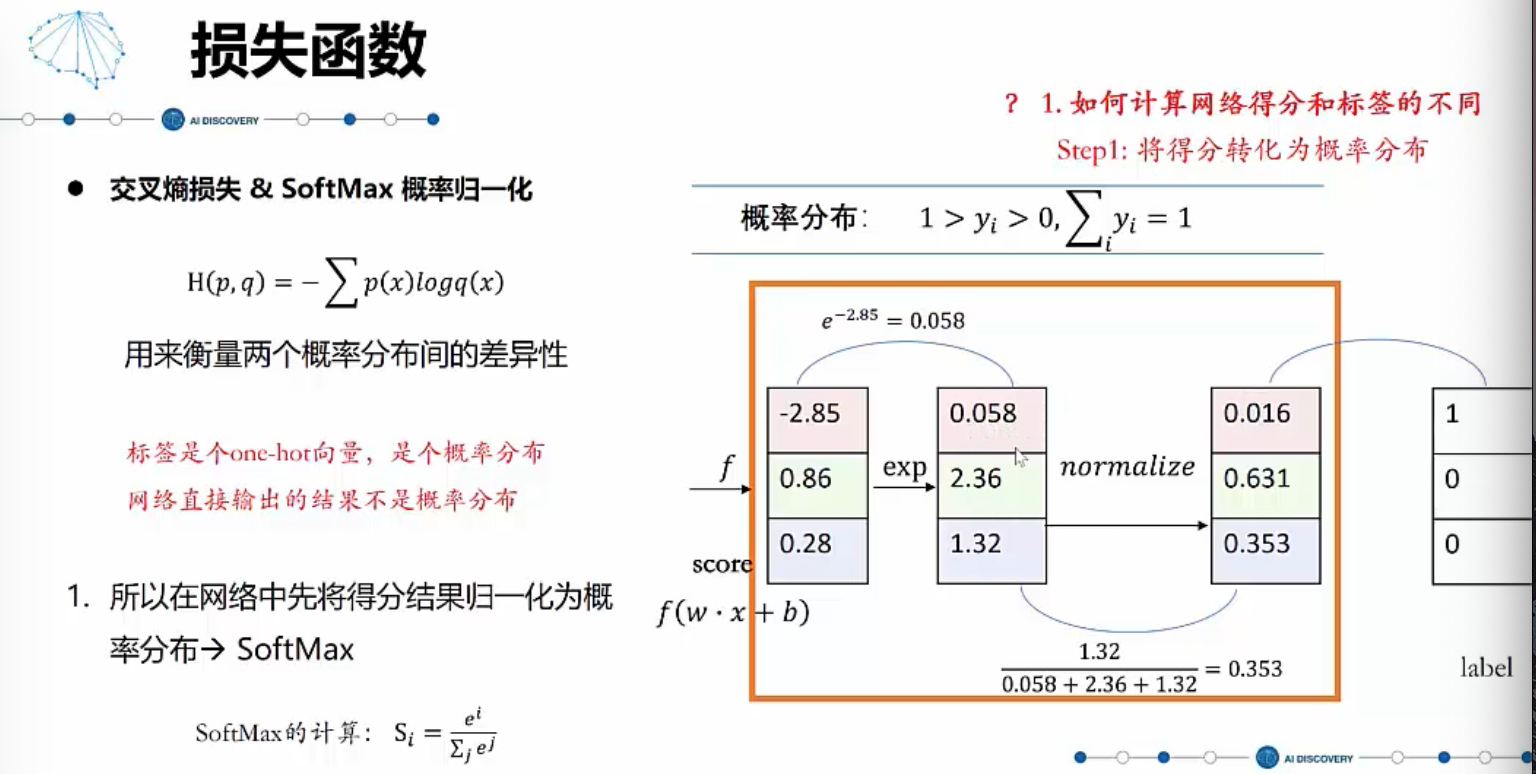 损失函数
AI DISCOVERY
? 1. 如何计算网络得分和标签的不同
Step1: 将得分转化为概率分布
● 交叉熵损失 & SoftMax 概率归一化
H(p, q) = −∑ p(x)logq(x)
用来衡量两个概率分布间的差异性
标签是个one-hot向量，是个概率分布
网络直接输出的结果不是概率分布
1. 所以在网络中先将得分结果归一化为概
率分布→ SoftMax
SoftMax的计算： S_i = e^i / ∑_j e^j
概率分布： 1 > y_i > 0, ∑_i y_i = 1
e^{-2.85} = 0.058
f
score
f(w · x + b)
-2.85
0.86
0.28
exp
0.058
2.36
1.32
normalize
0.016
0.631
0.353
1.32 / (0.058 + 2.36 + 1.32) = 0.353
1
0
0
label
AI DISCOVERY